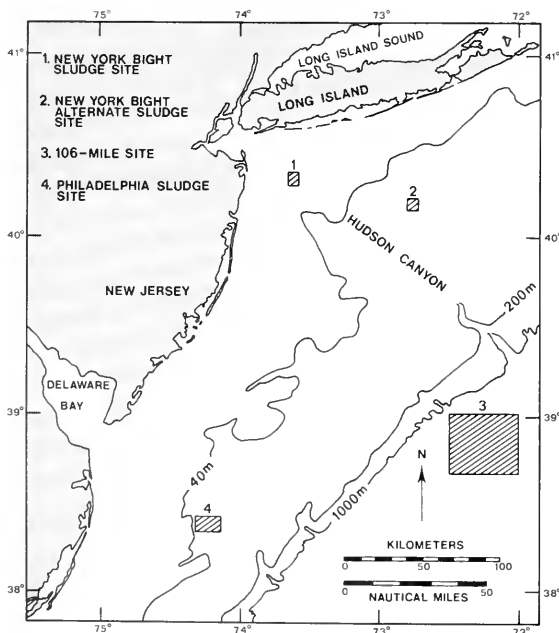 75°
74°
73°
72°
41°
41°
1. NEW YORK BIGHT
SLUDGE SITE
2. NEW YORK BIGHT
ALTERNATE SLUDGE
SITE
3. 106-MILE SITE
4. PHILADELPHIA SLUDGE
SITE
LONG ISLAND SOUND
LONG ISLAND
1
2
40°
40°
HUDSON CANYON
NEW JERSEY
200m
DELAWARE
BAY
39°
39°
3
40m
N
1000m
4
KILOMETERS
0
50
100
0
50
NAUTICAL MILES
38°
38°
75°
74°
73°
72°